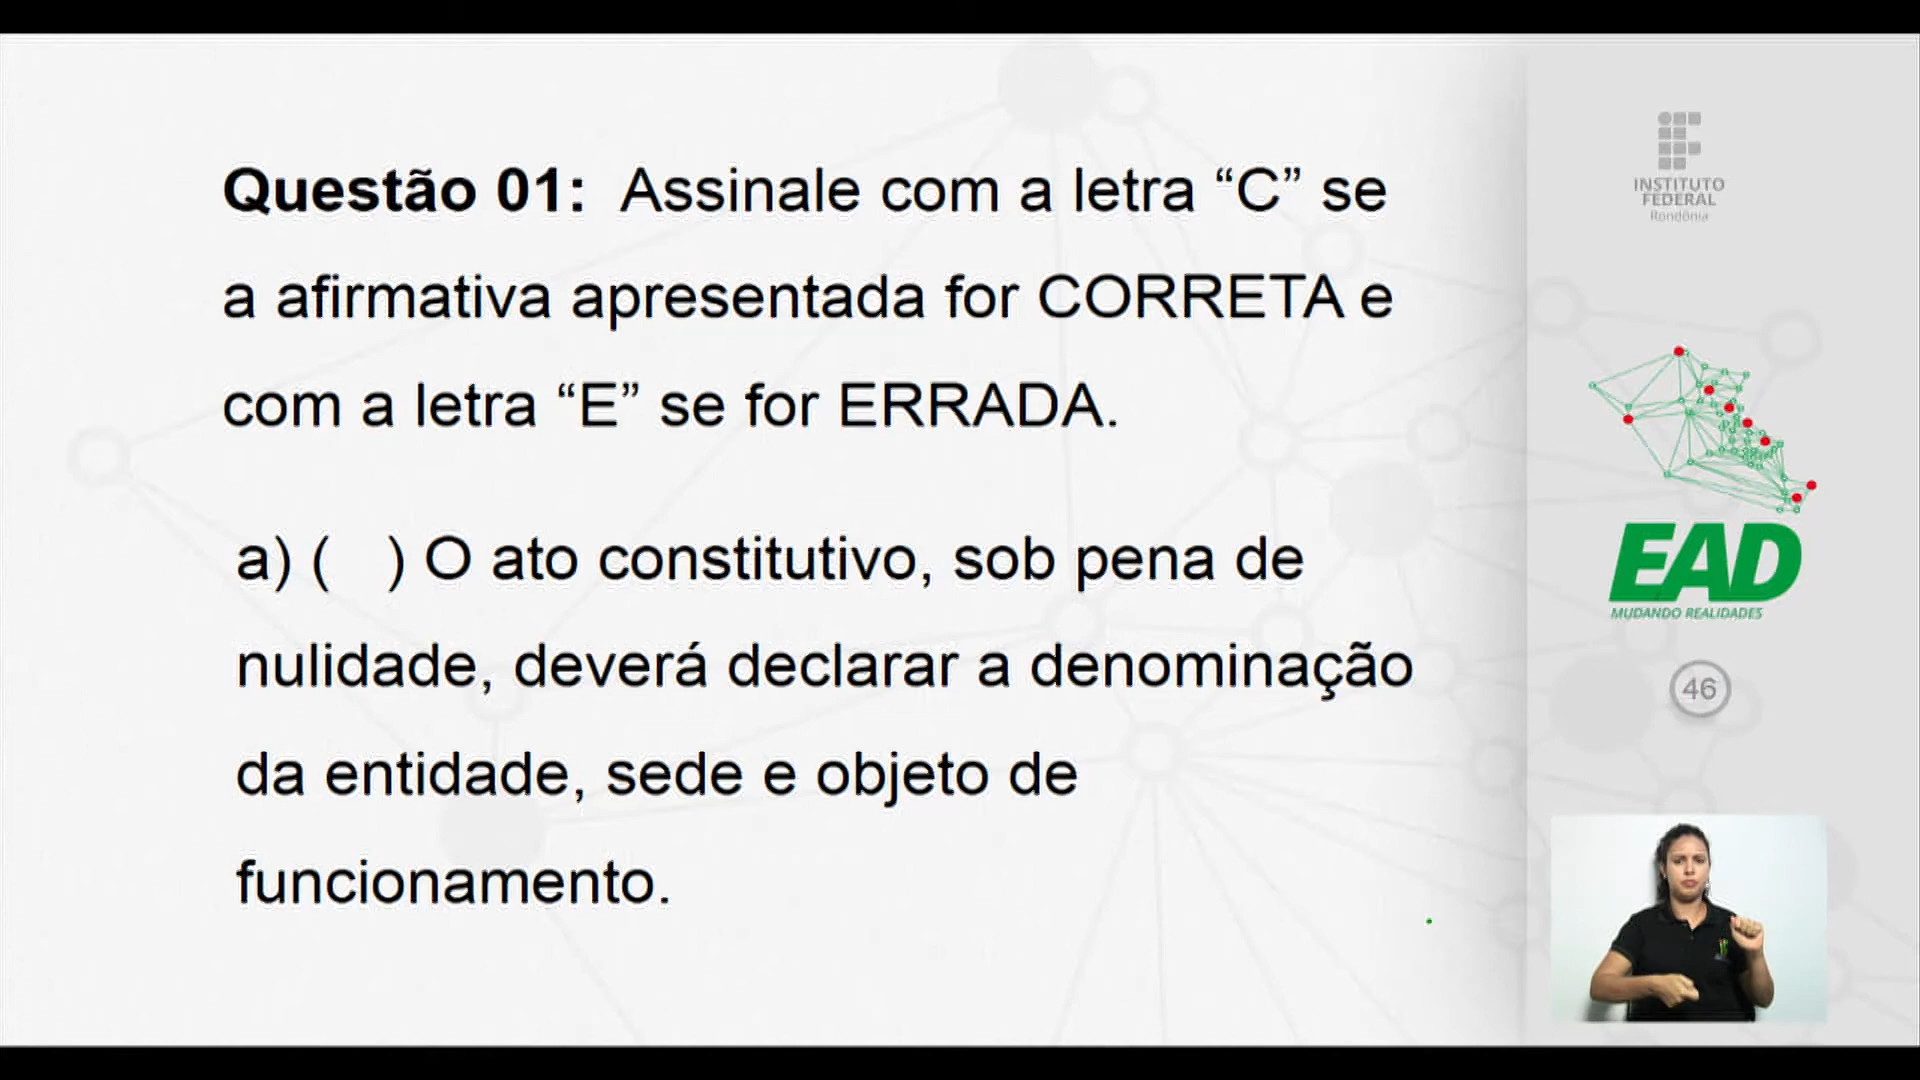 Questão 01: Assinale com a letra “C” se
a afirmativa apresentada for CORRETA e
com a letra “E” se for ERRADA.
a) (   ) O ato constitutivo, sob pena de
nulidade, deverá declarar a denominação
da entidade, sede e objeto de
funcionamento.
INSTITUTO
FEDERAL
Rondônia
EAD
MUDANDO REALIDADES
46